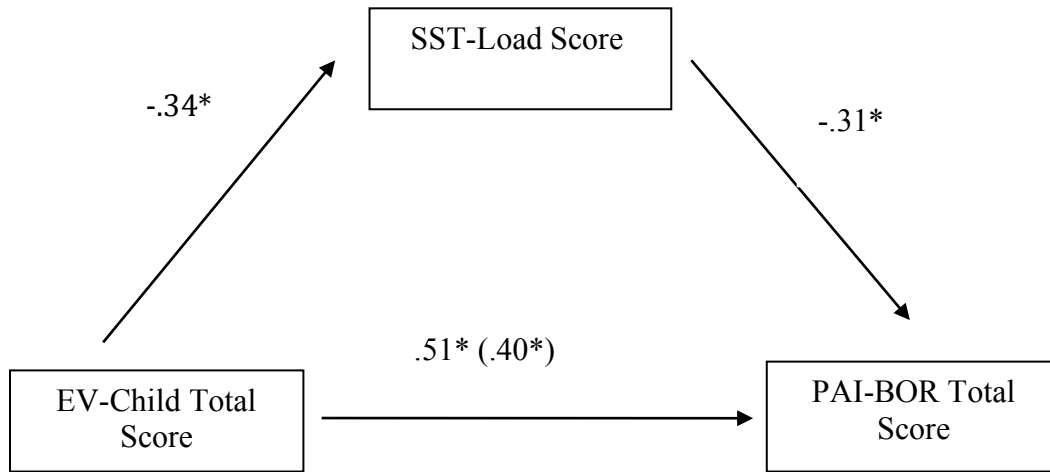 SST-Load Score
-.34*
-.31*
.51* (.40*)
EV-Child Total
Score
PAI-BOR Total
Score